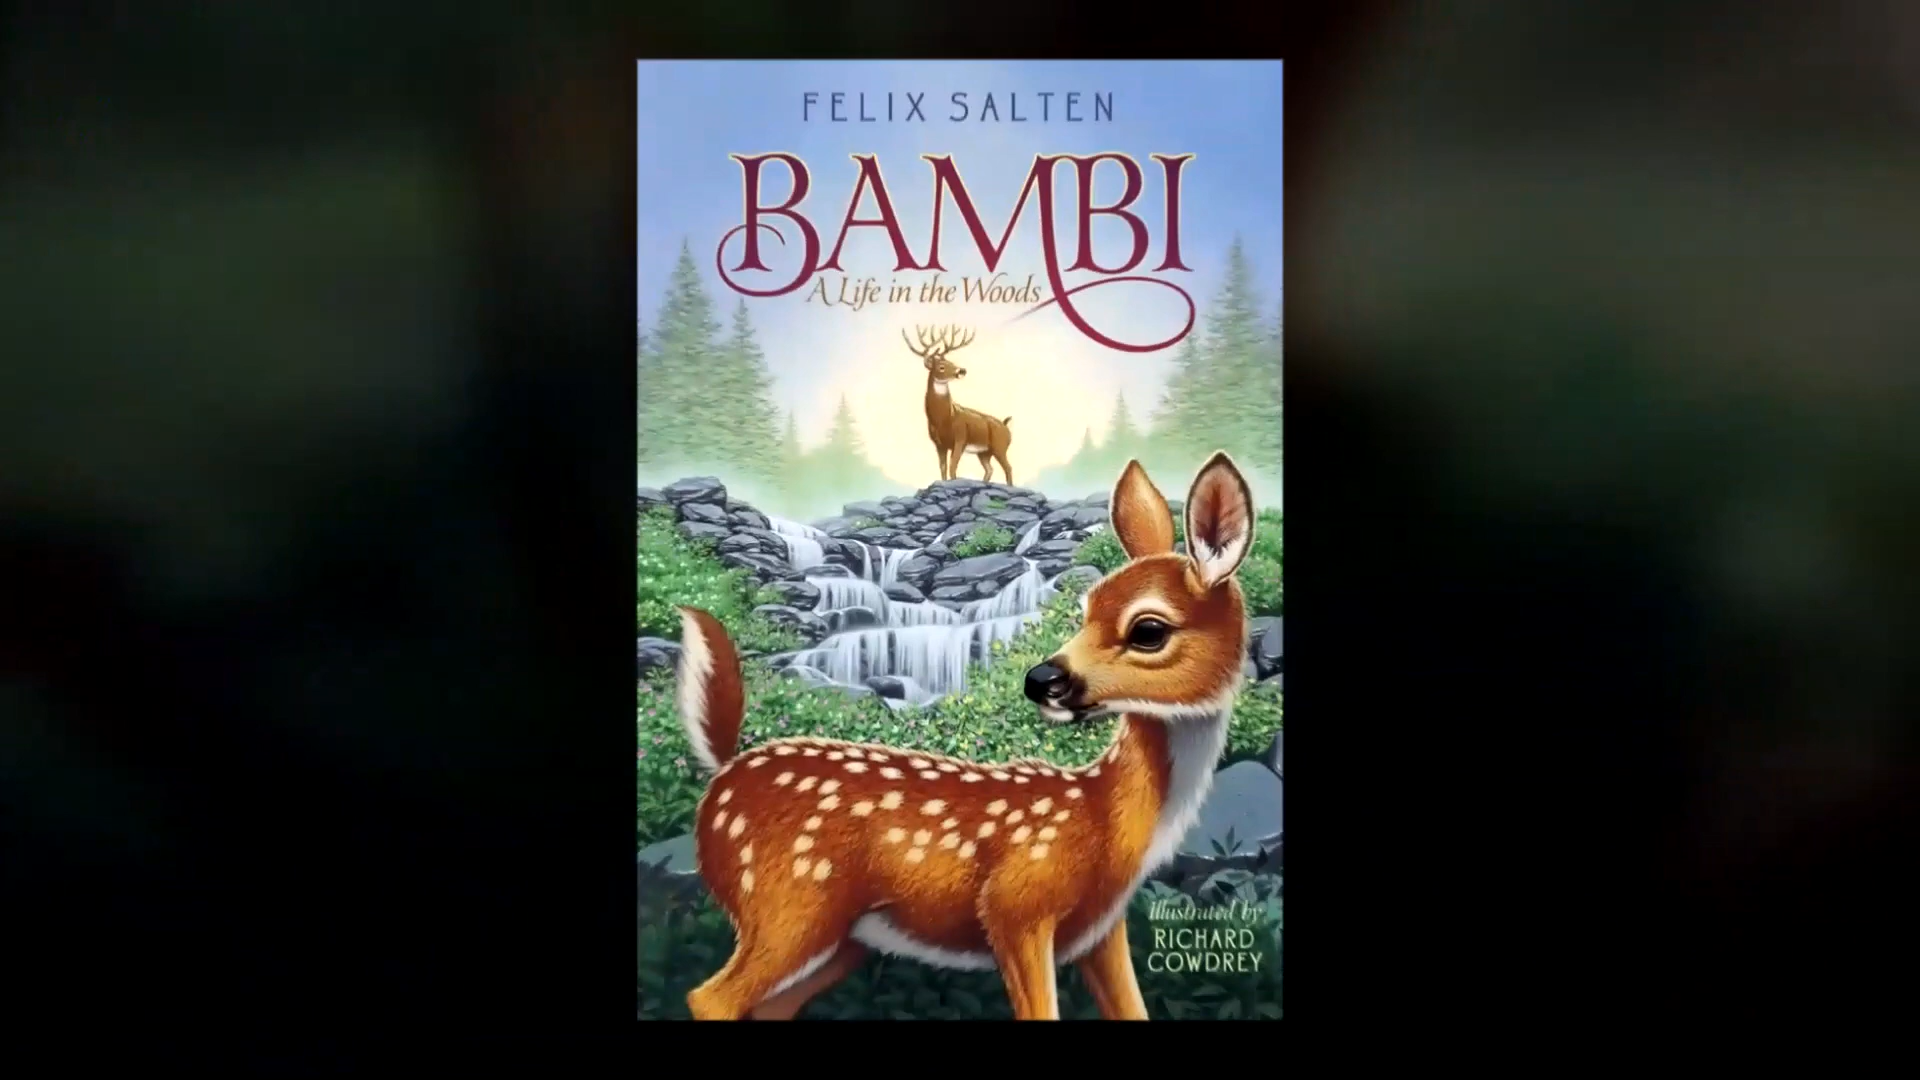 FELIX SALTEN
BAMBI
A Life in the Woods
illustrated by
RICHARD
COWDREY